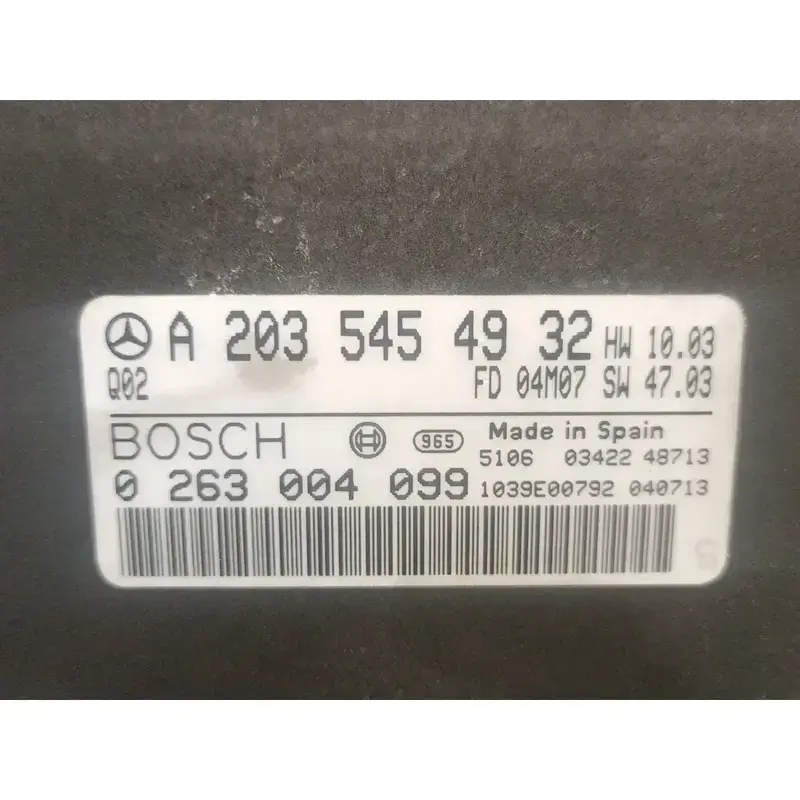 A 203 545 49 32 HW 10.03
Q02 FD 04M07 SW 47.03
BOSCH 965 Made in Spain
5106 03422 48713
0 263 004 099 1039E00792 040713